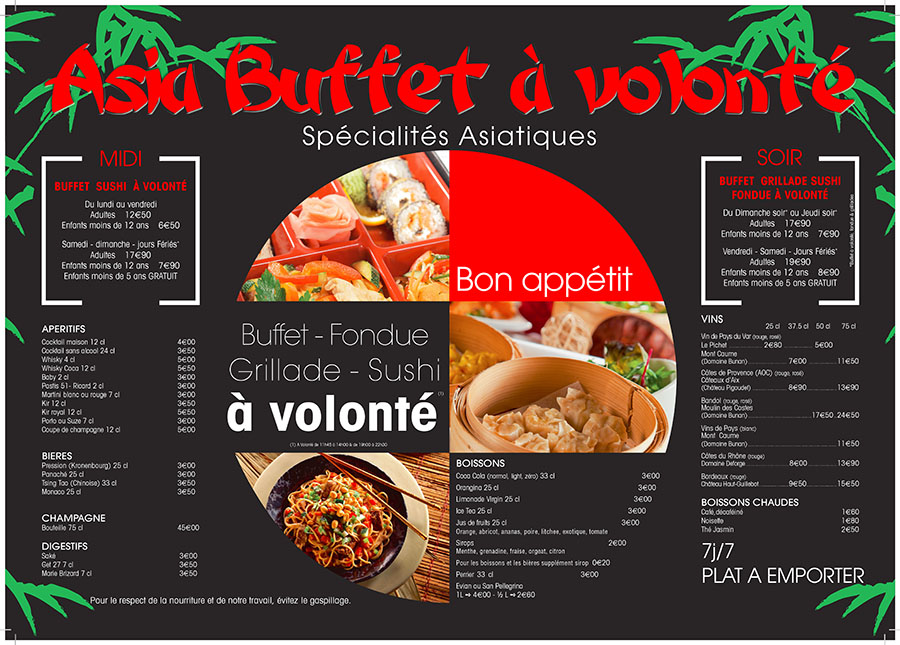 Asia Buffet à volonté
Spécialités Asiatiques
MIDI
BUFFET SUSHI À VOLONTÉ
Du lundi au vendredi
Adultes 12€50
Enfants moins de 12 ans 6€50
Samedi - dimanche - jours Fériés*
Adultes 17€90
Enfants moins de 12 ans 7€90
Enfants moins de 5 ans GRATUIT
APERITIFS
Cocktail maison 12 cl 4€00
Cocktail sans alcool 24 cl 3€50
Whisky 4 cl 5€00
Whisky Coca 12 cl 5€50
Baby 2 cl 3€00
Pastis 51- Ricard 2 cl 3€00
Martini blanc ou rouge 7 cl 3€00
Kir 12 cl 3€50
Kir royal 12 cl 5€50
Porto ou Suze 7 cl 3€00
Coupe de champagne 12 cl 5€00
BIERES
Pression (Kronenbourg) 25 cl 3€00
Panaché 25 cl 3€00
Tsing Tao (Chinoise) 33 cl 3€50
Monaco 25 cl 3€50
CHAMPAGNE
Bouteille 75 cl 45€00
DIGESTIFS
Saké 3€00
Get 27 7 cl 3€50
Marie Brizard 7 cl 3€50
Pour le respect de la nourriture et de notre travail, évitez le gaspillage.
Bon appétit
Buffet - Fondue
Grillade - Sushi
à volonté (1)
(1) A Volonté de 11h45 à 14h00 & de 19h00 à 22h30
BOISSONS
Coca Cola (normal, light, zéro) 33 cl 3€00
Orangina 25 cl 3€00
Limonade Virgin 25 cl 3€00
Ice Tea 25 cl 3€00
Jus de fruits 25 cl 3€00
Orange, abricot, ananas, poire, litchee, exotique, tomate
Sirops 2€00
Menthe, grenadine, fraise, orgeat, citron
Pour les boissons et les bières supplément sirop 0€20
Perrier 33 cl 3€00
Evian ou San Pellegrino
1L ➡ 4€00 - ½ L ➡ 2€60
SOIR
BUFFET GRILLADE SUSHI
FONDUE À VOLONTÉ
Du Dimanche soir* au Jeudi soir*
Adultes 17€90
Enfants moins de 12 ans 7€90
Vendredi - Samedi - Jours Fériés*
Adultes 19€90
Enfants moins de 12 ans 8€90
Enfants moins de 5 ans GRATUIT
*Buffet à volonté, fondue & grillades
VINS
25 cl 37.5 cl 50 cl 75 cl
Vin de Pays du Var (rouge, rosé)
Le Pichet 2€80 5€00
Mont Caume
(Domaine Bunan) 7€00 11€50
Côtes de Provence (AOC) (rouge, rosé)
Côteaux d'Aix
(Château Pigoudet) 8€90 13€90
Bandol (rouge, rosé)
Moulin des Costes
(Domaine Bunan) 17€50 24€50
Vins de Pays (blanc)
Mont Caume
(Domaine Bunan) 11€50
Côtes du Rhône (rouge)
Domaine Deforge 8€00 13€90
Bordeaux (rouge)
Château Haut-Guillebot 9€50 15€50
BOISSONS CHAUDES
Café,décaféiné 1€60
Noisette 1€80
Thé Jasmin 2€50
7j/7
PLAT A EMPORTER